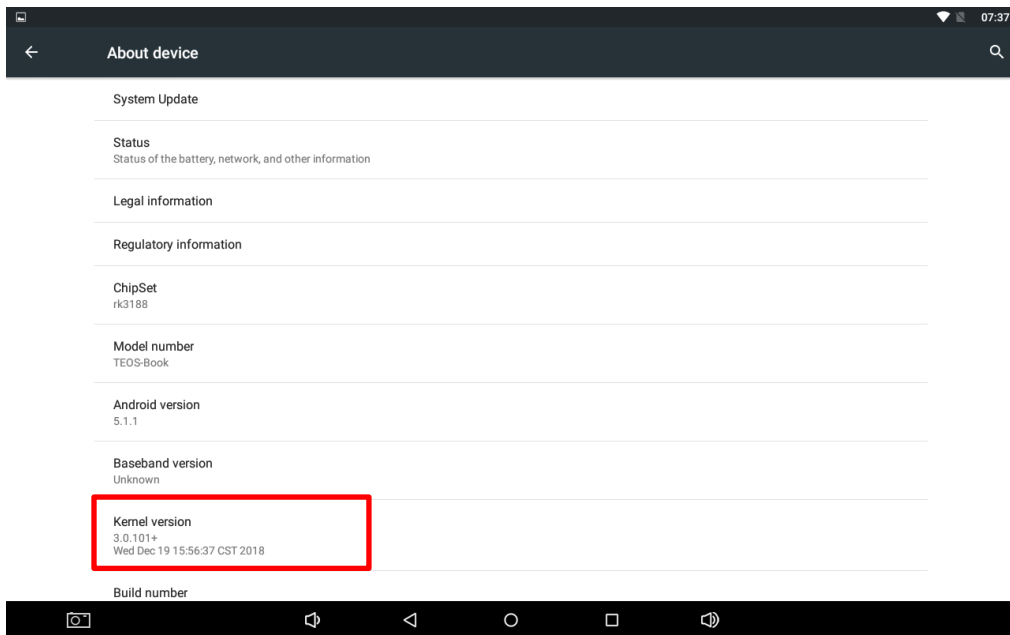 07:37
About device
System Update
Status
Status of the battery, network, and other information
Legal information
Regulatory information
ChipSet
rk3188
Model number
TEOS-Book
Android version
5.1.1
Baseband version
Unknown
Kernel version
3.0.101+
Wed Dec 19 15:56:37 CST 2018
Build number